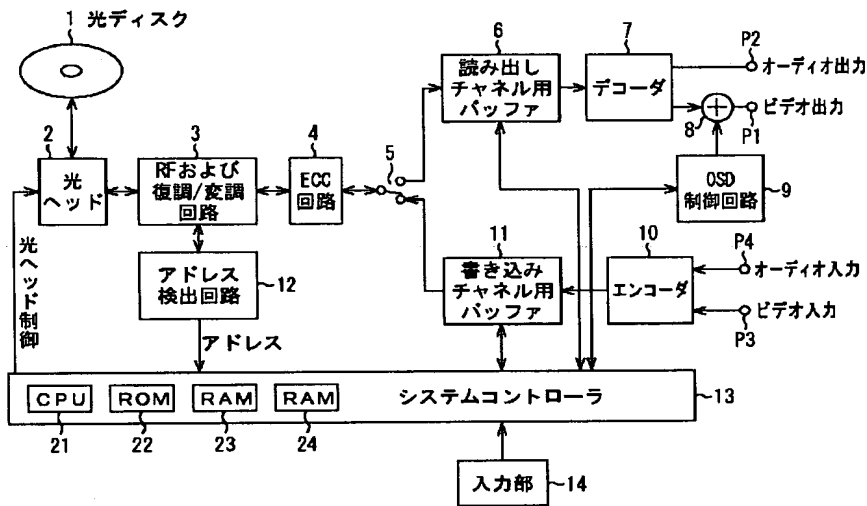 1 光ディスク
2
光
ヘッド
3
RFおよび
復調/変調
回路
4
ECC
回路
5
6
読み出し
チャネル用
バッファ
7
デコーダ
P2
オーディオ出力
8
P1
ビデオ出力
OSD
制御回路
9
10
エンコーダ
P4
オーディオ入力
P3
ビデオ入力
11
書き込み
チャネル用
バッファ
アドレス
検出回路
12
光ヘッド制御
アドレス
CPU
ROM
RAM
RAM
システムコントローラ
13
21
22
23
24
入力部
14